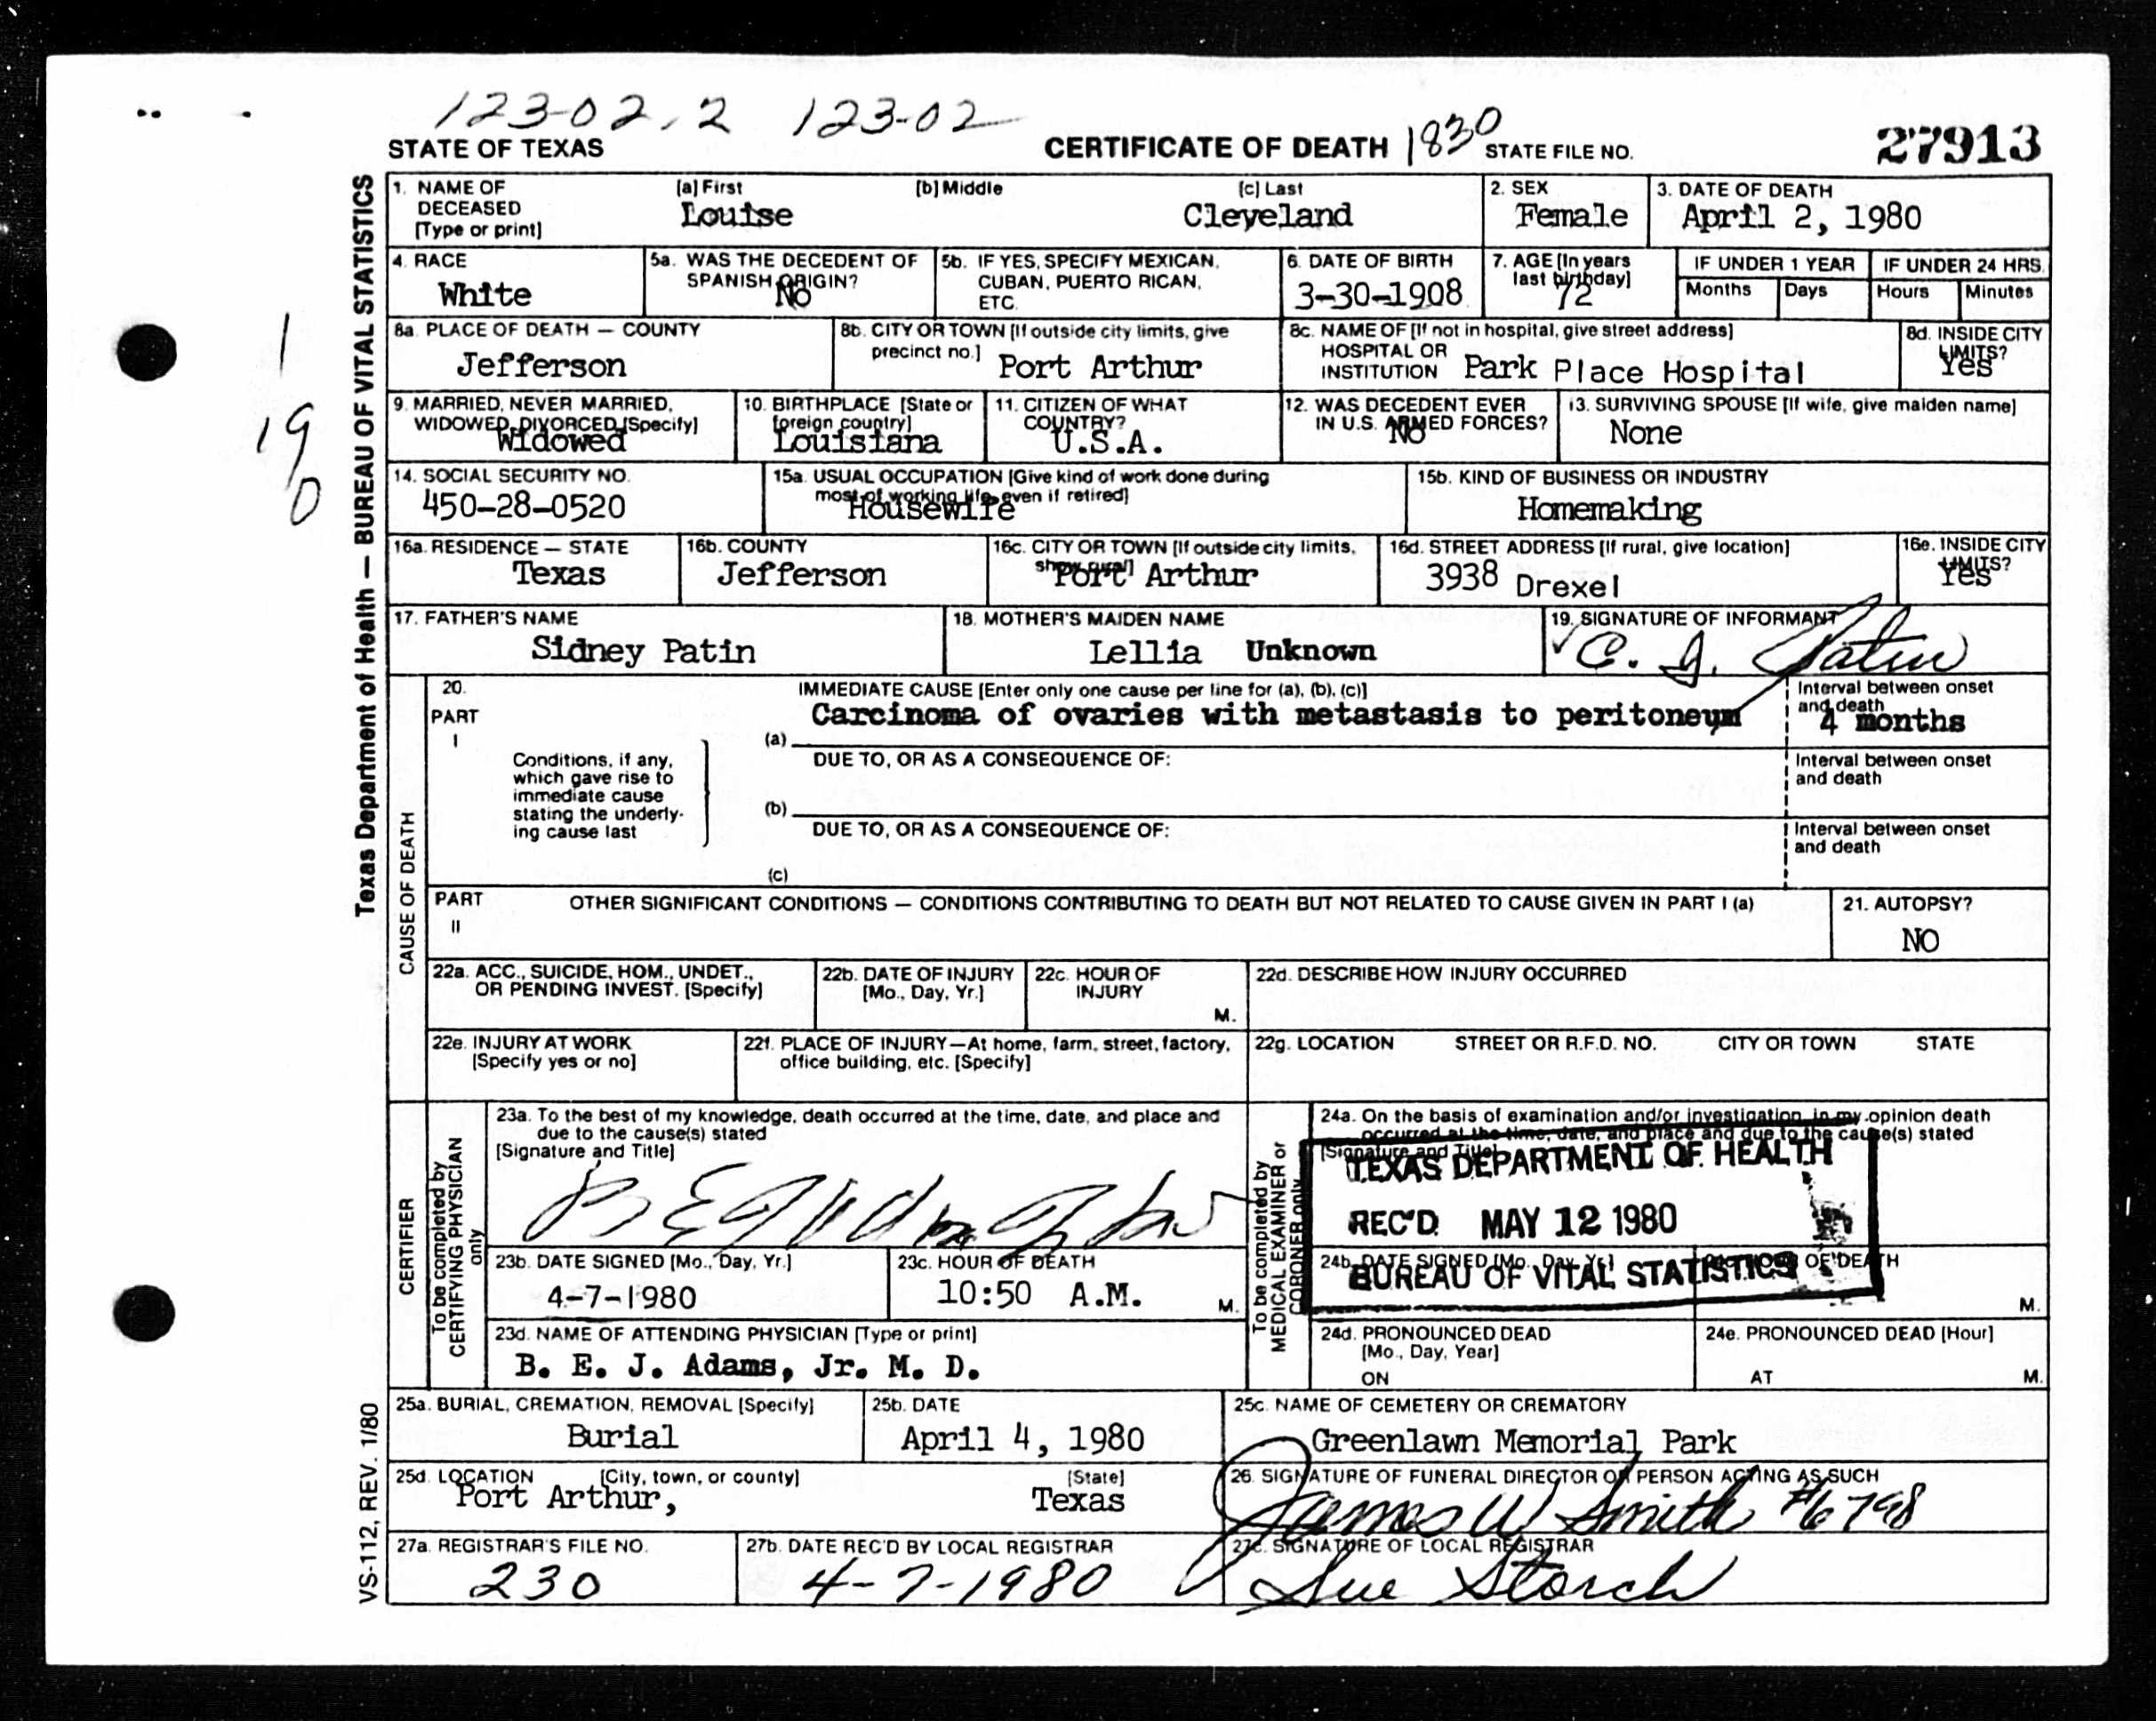 123-02.2 123-02
STATE OF TEXAS CERTIFICATE OF DEATH 1830 STATE FILE NO. 27913
Texas Department of Health — BUREAU OF VITAL STATISTICS
1. NAME OF DECEASED [Type or print] [a] First Louise [b] Middle [c] Last Cleveland 2. SEX Female 3. DATE OF DEATH April 2, 1980
4. RACE White 5a. WAS THE DECEDENT OF SPANISH ORIGIN? No 5b. IF YES, SPECIFY MEXICAN, CUBAN, PUERTO RICAN, ETC. 6. DATE OF BIRTH 3-30-1908 7. AGE [In years last birthday] 72 IF UNDER 1 YEAR Months Days IF UNDER 24 HRS. Hours Minutes
1
19
0
8a. PLACE OF DEATH — COUNTY Jefferson 8b. CITY OR TOWN [If outside city limits, give precinct no.] Port Arthur 8c. NAME OF [If not in hospital, give street address] HOSPITAL OR INSTITUTION Park Place Hospital 8d. INSIDE CITY LIMITS? Yes
9. MARRIED, NEVER MARRIED, WIDOWED, DIVORCED [Specify] Widowed 10. BIRTHPLACE [State or foreign country] Louisiana 11. CITIZEN OF WHAT COUNTRY? U.S.A. 12. WAS DECEDENT EVER IN U.S. ARMED FORCES? No 13. SURVIVING SPOUSE [If wife, give maiden name] None
14. SOCIAL SECURITY NO. 450-28-0520 15a. USUAL OCCUPATION [Give kind of work done during most of working life, even if retired] Housewife 15b. KIND OF BUSINESS OR INDUSTRY Homemaking
16a. RESIDENCE — STATE Texas 16b. COUNTY Jefferson 16c. CITY OR TOWN [If outside city limits, show rural] Port Arthur 16d. STREET ADDRESS [If rural, give location] 3938 Drexel 16e. INSIDE CITY LIMITS? Yes
17. FATHER'S NAME Sidney Patin 18. MOTHER'S MAIDEN NAME Lellia Unknown 19. SIGNATURE OF INFORMANT C. J. Patin
CAUSE OF DEATH
20. PART I IMMEDIATE CAUSE [Enter only one cause per line for (a), (b), (c)]
(a) Carcinoma of ovaries with metastasis to peritoneum Interval between onset and death 4 months
Conditions, if any, which gave rise to immediate cause stating the underlying cause last
DUE TO, OR AS A CONSEQUENCE OF: Interval between onset and death
(b)
DUE TO, OR AS A CONSEQUENCE OF: Interval between onset and death
(c)
PART II OTHER SIGNIFICANT CONDITIONS — CONDITIONS CONTRIBUTING TO DEATH BUT NOT RELATED TO CAUSE GIVEN IN PART I (a) 21. AUTOPSY? NO
22a. ACC., SUICIDE, HOM., UNDET., OR PENDING INVEST. [Specify] 22b. DATE OF INJURY [Mo., Day, Yr.] 22c. HOUR OF INJURY M. 22d. DESCRIBE HOW INJURY OCCURRED
22e. INJURY AT WORK [Specify yes or no] 22f. PLACE OF INJURY—At home, farm, street, factory, office building, etc. [Specify] 22g. LOCATION STREET OR R.F.D. NO. CITY OR TOWN STATE
CERTIFIER
To be completed by CERTIFYING PHYSICIAN only
23a. To the best of my knowledge, death occurred at the time, date, and place and due to the cause(s) stated
[Signature and Title]
23b. DATE SIGNED [Mo., Day, Yr.] 4-7-1980 23c. HOUR OF DEATH 10:50 A.M. M.
23d. NAME OF ATTENDING PHYSICIAN [Type or print] B. E. J. Adams, Jr. M. D.
To be completed by MEDICAL EXAMINER or CORONER only
24a. On the basis of examination and/or investigation, in my opinion death occurred at the time, date, and place and due to the cause(s) stated
[Signature and Title]
TEXAS DEPARTMENT OF HEALTH
REC'D MAY 12 1980
BUREAU OF VITAL STATISTICS
24b. DATE SIGNED [Mo., Day, Yr.] 24c. HOUR OF DEATH M.
24d. PRONOUNCED DEAD [Mo., Day, Year] ON 24e. PRONOUNCED DEAD [Hour] AT M.
25a. BURIAL, CREMATION, REMOVAL [Specify] Burial 25b. DATE April 4, 1980 25c. NAME OF CEMETERY OR CREMATORY Greenlawn Memorial Park
25d. LOCATION [City, town, or county] Port Arthur, [State] Texas 26. SIGNATURE OF FUNERAL DIRECTOR OR PERSON ACTING AS SUCH James W Smith #6798
27a. REGISTRAR'S FILE NO. 230 27b. DATE REC'D BY LOCAL REGISTRAR 4-7-1980 27c. SIGNATURE OF LOCAL REGISTRAR Sue Storch
VS-112, REV. 1/80